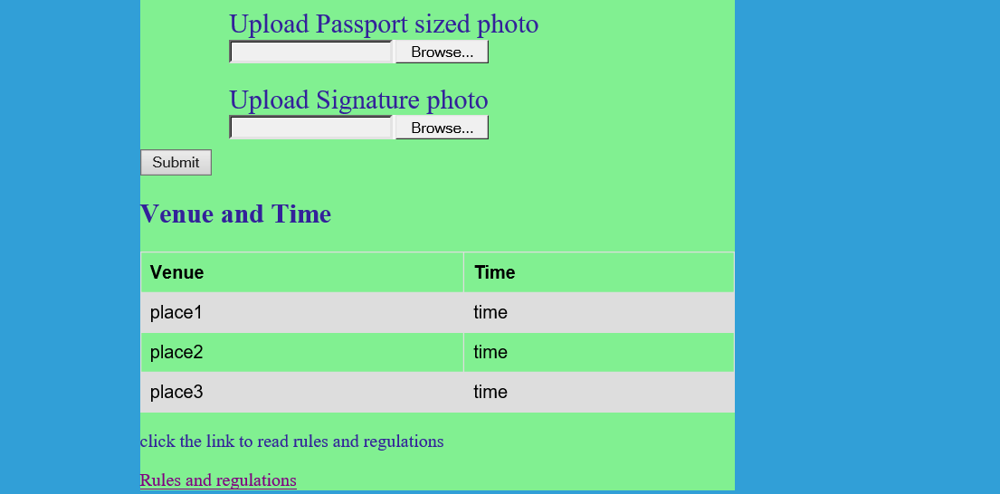 Upload Passport sized photo
Browse...
Upload Signature photo
Browse...
Submit
Venue and Time
Venue Time
place1 time
place2 time
place3 time
click the link to read rules and regulations
Rules and regulations